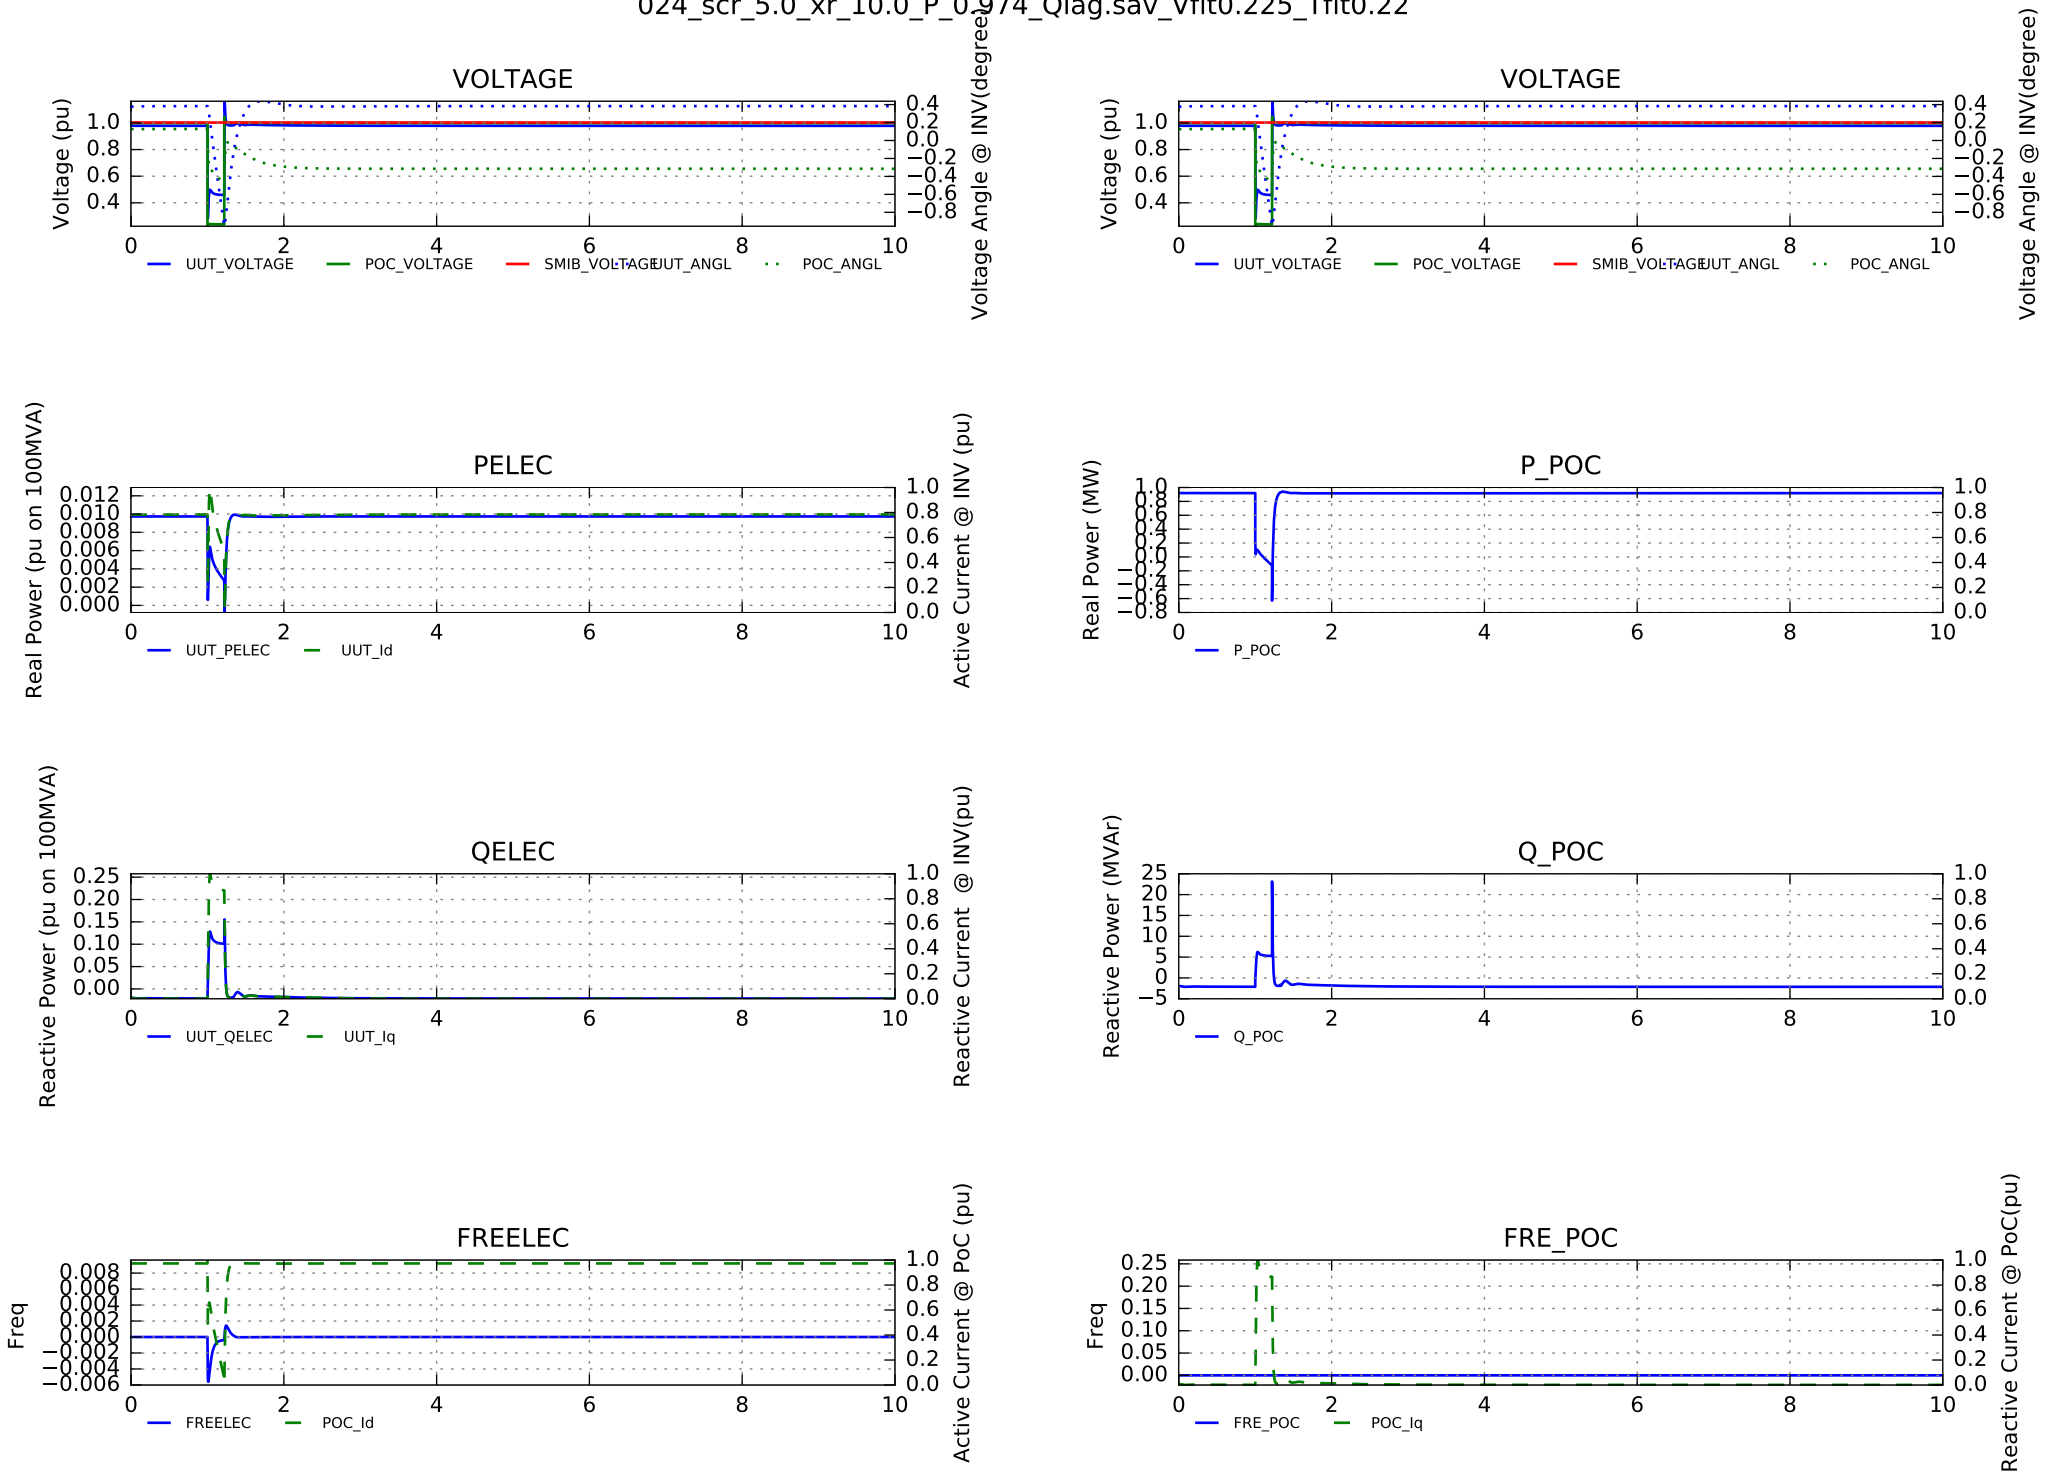 024_scr_5.0_xr_10.0_P_0.974_Qlag.sav_Vflt0.225_Tflt0.22
VOLTAGE
Voltage (pu)
1.0
0.8
0.6
0.4
0.4
0.2
0.0
−0.2
−0.4
−0.6
−0.8
Voltage Angle @ INV(degree)
0 2 4 6 8 10
UUT_VOLTAGE POC_VOLTAGE SMIB_VOLTAGE UUT_ANGL POC_ANGL
VOLTAGE
Voltage (pu)
1.0
0.8
0.6
0.4
0.4
0.2
0.0
−0.2
−0.4
−0.6
−0.8
Voltage Angle @ INV(degree)
0 2 4 6 8 10
UUT_VOLTAGE POC_VOLTAGE SMIB_VOLTAGE UUT_ANGL POC_ANGL
PELEC
Real Power (pu on 100MVA)
0.012
0.010
0.008
0.006
0.004
0.002
0.000
1.0
0.8
0.6
0.4
0.2
0.0
Active Current @ INV (pu)
0 2 4 6 8 10
UUT_PELEC UUT_Id
P_POC
Real Power (MW)
1.0
0.8
0.6
0.4
0.2
0.0
−0.2
−0.4
−0.6
−0.8
1.0
0.8
0.6
0.4
0.2
0.0
0 2 4 6 8 10
P_POC
QELEC
Reactive Power (pu on 100MVA)
0.25
0.20
0.15
0.10
0.05
0.00
1.0
0.8
0.6
0.4
0.2
0.0
Reactive Current @ INV(pu)
0 2 4 6 8 10
UUT_QELEC UUT_Iq
Q_POC
Reactive Power (MVAr)
25
20
15
10
5
0
−5
1.0
0.8
0.6
0.4
0.2
0.0
0 2 4 6 8 10
Q_POC
FREELEC
Freq
0.008
0.006
0.004
0.002
0.000
−0.002
−0.004
−0.006
1.0
0.8
0.6
0.4
0.2
0.0
Active Current @ PoC (pu)
0 2 4 6 8 10
FREELEC POC_Id
FRE_POC
Freq
0.25
0.20
0.15
0.10
0.05
0.00
1.0
0.8
0.6
0.4
0.2
0.0
Reactive Current @ PoC(pu)
0 2 4 6 8 10
FRE_POC POC_Iq